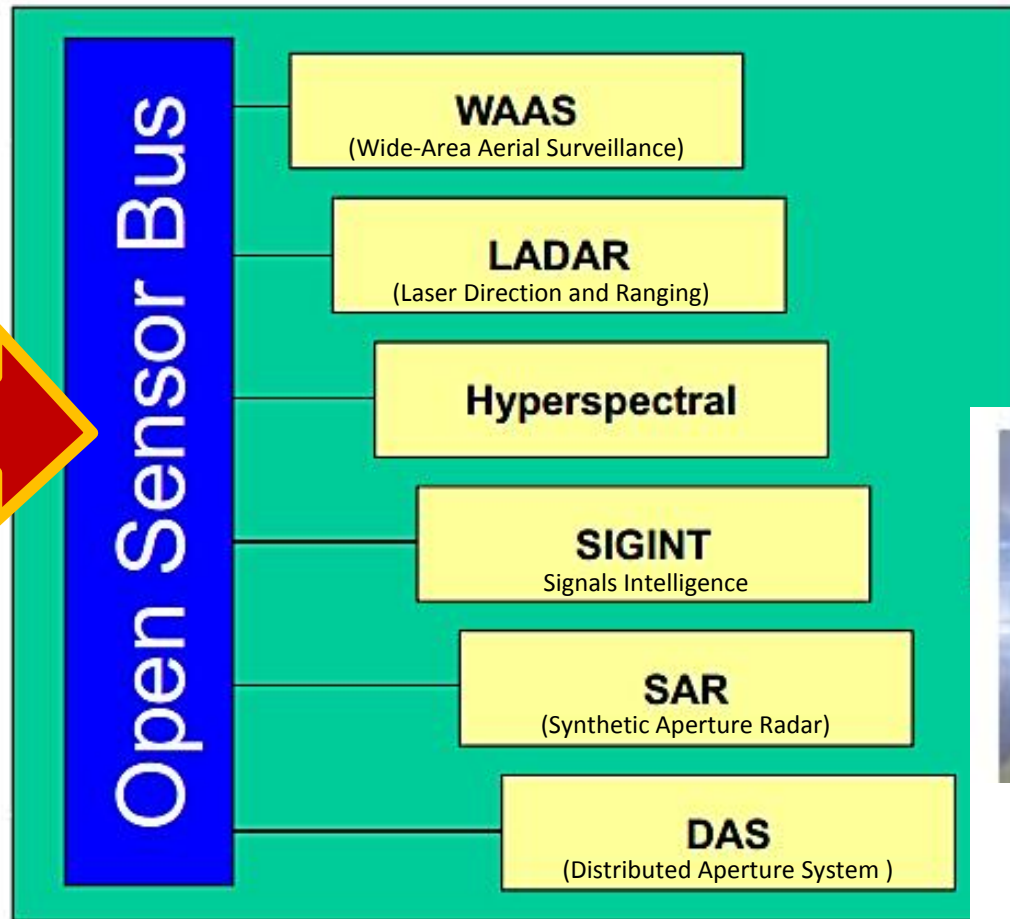 Open Sensor Bus
WAAS
(Wide-Area Aerial Surveillance)
LADAR
(Laser Direction and Ranging)
Hyperspectral
SIGINT
Signals Intelligence
SAR
(Synthetic Aperture Radar)
DAS
(Distributed Aperture System )